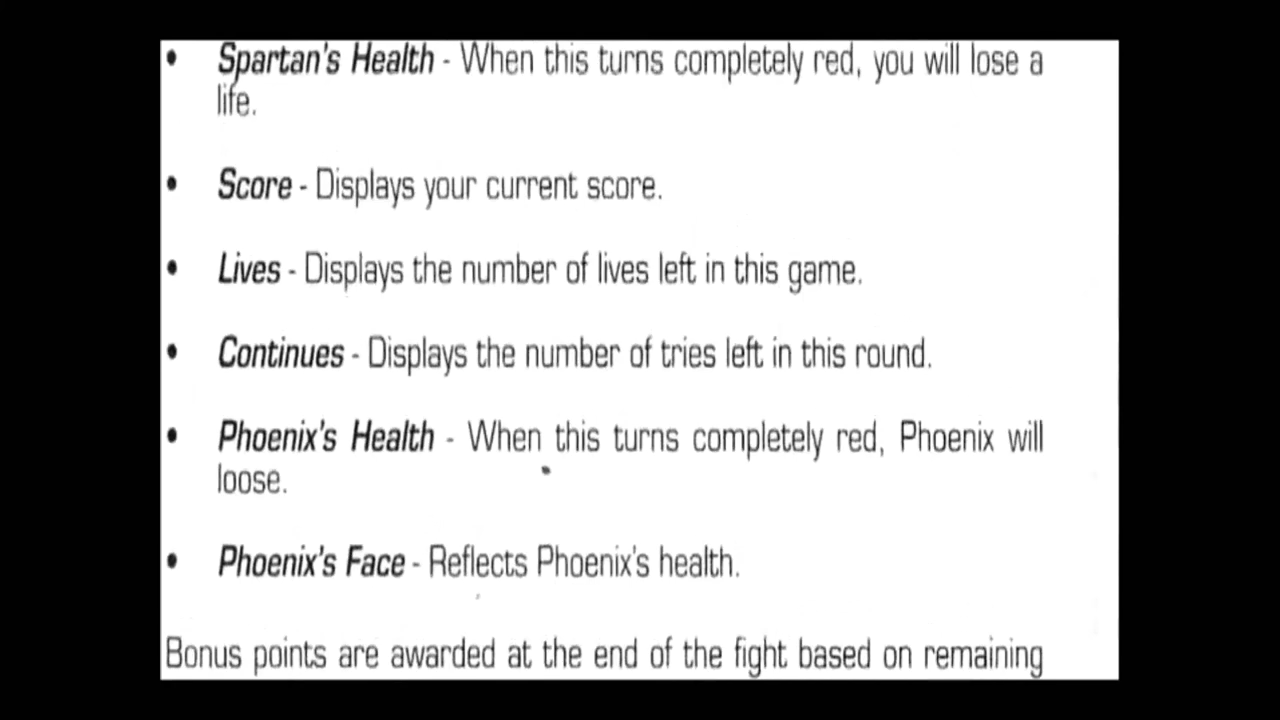 • Spartan's Health - When this turns completely red, you will lose a
life.
• Score - Displays your current score.
• Lives - Displays the number of lives left in this game.
• Continues - Displays the number of tries left in this round.
• Phoenix's Health - When this turns completely red, Phoenix will
loose.
• Phoenix's Face - Reflects Phoenix's health.
Bonus points are awarded at the end of the fight based on remaining